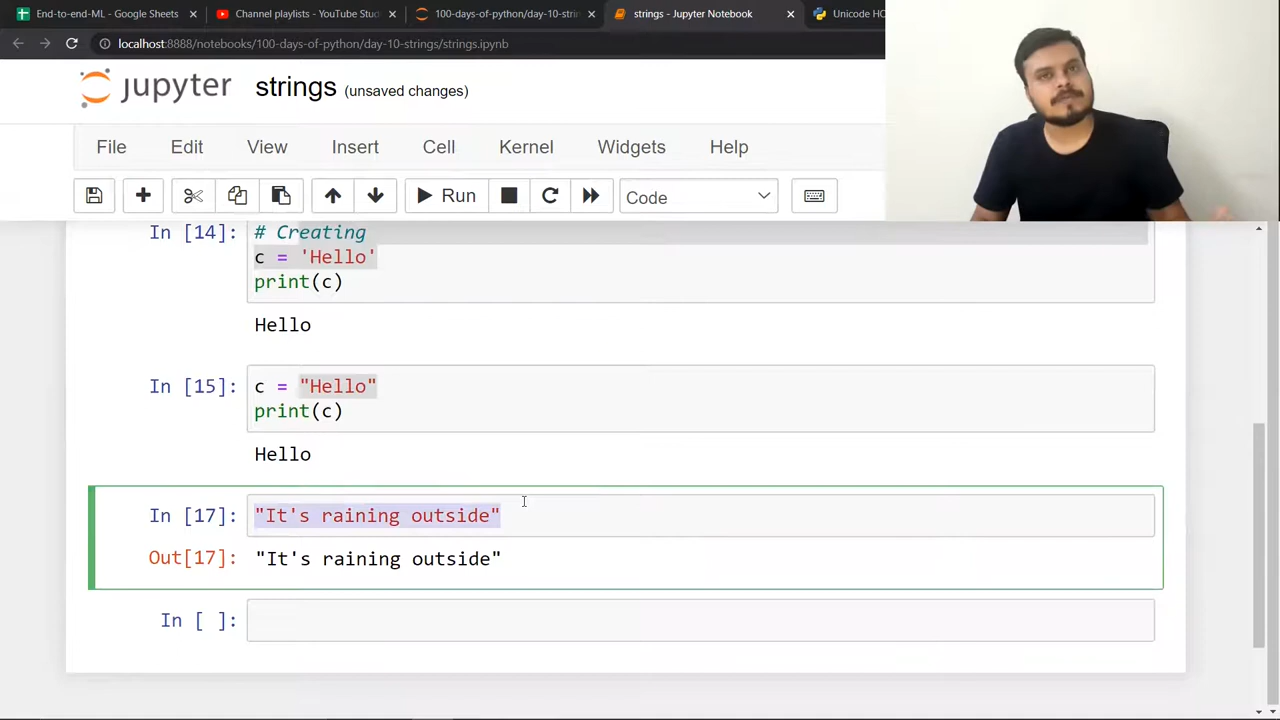 End-to-end-ML - Google Sheets
Channel playlists - YouTube Stud
100-days-of-python/day-10-strin
strings - Jupyter Notebook
Unicode HO
localhost:8888/notebooks/100-days-of-python/day-10-strings/strings.ipynb
jupyter strings (unsaved changes)
File Edit View Insert Cell Kernel Widgets Help
Run Code
In [14]: # Creating
c = 'Hello'
print(c)
Hello
In [15]: c = "Hello"
print(c)
Hello
In [17]: "It's raining outside"
Out[17]: "It's raining outside"
In [ ]: